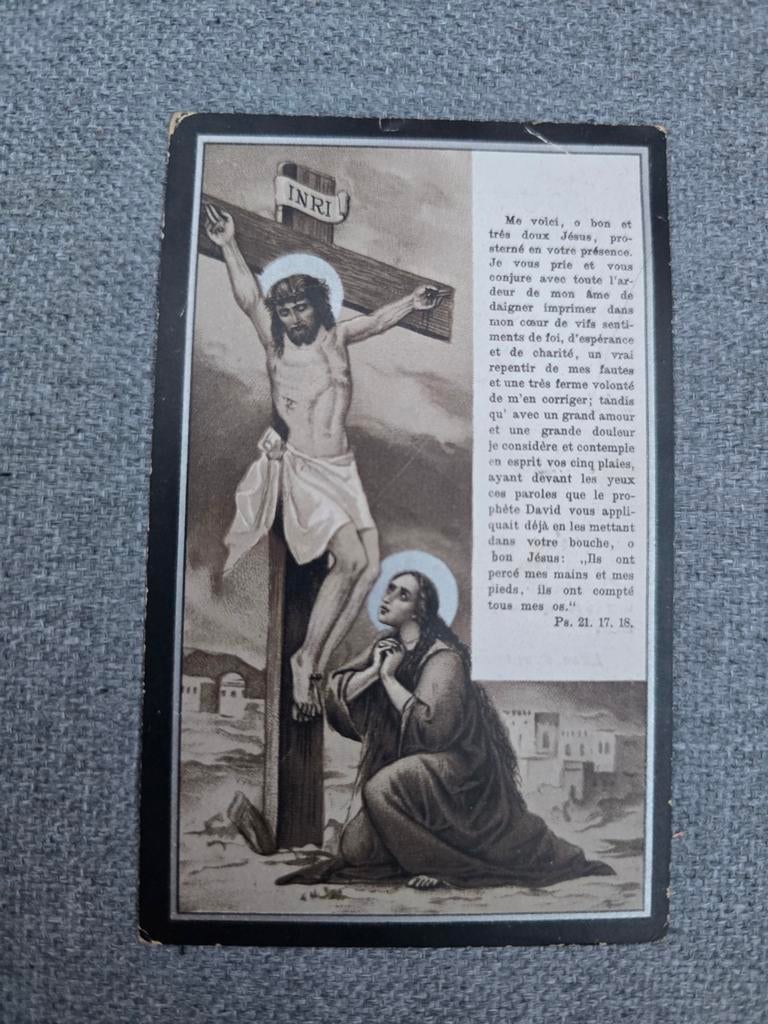 INRI
Me voici, o bon et
très doux Jésus, pro-
sterné en votre présence.
Je vous prie et vous
conjure avec toute l'ar-
deur de mon âme de
daigner imprimer dans
mon cœur de vifs senti-
ments de foi, d'espérance
et de charité, un vrai
repentir de mes fautes
et une très ferme volonté
de m'en corriger; tandis
qu' avec un grand amour
et une grande douleur
je considère et contemple
en esprit vos cinq plaies,
ayant devant les yeux
ces paroles que le pro-
phète David vous appli-
quait déjà en les mettant
dans votre bouche, o
bon Jésus: „Ils ont
percé mes mains et mes
pieds, ils ont compté
tous mes os.“
Ps. 21. 17. 18.